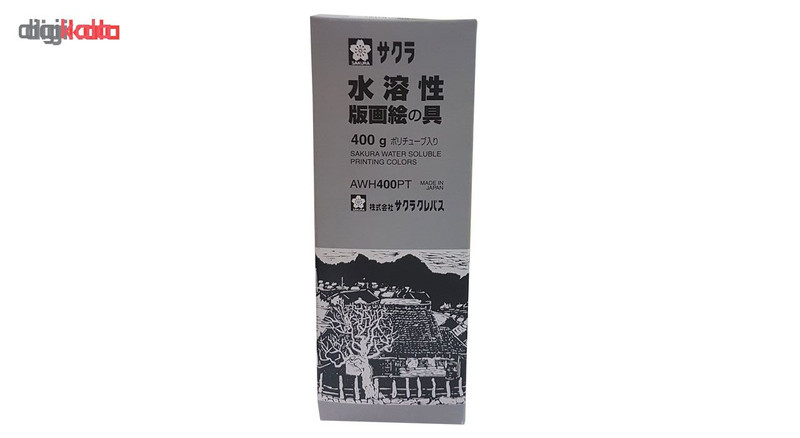 digikala
SAKURA サクラ
水溶性
版画絵の具
400 g ポリチューブ入り
SAKURA WATER SOLUBLE
PRINTING COLORS
AWH400PT MADE IN
JAPAN
株式会社 サクラクレパス